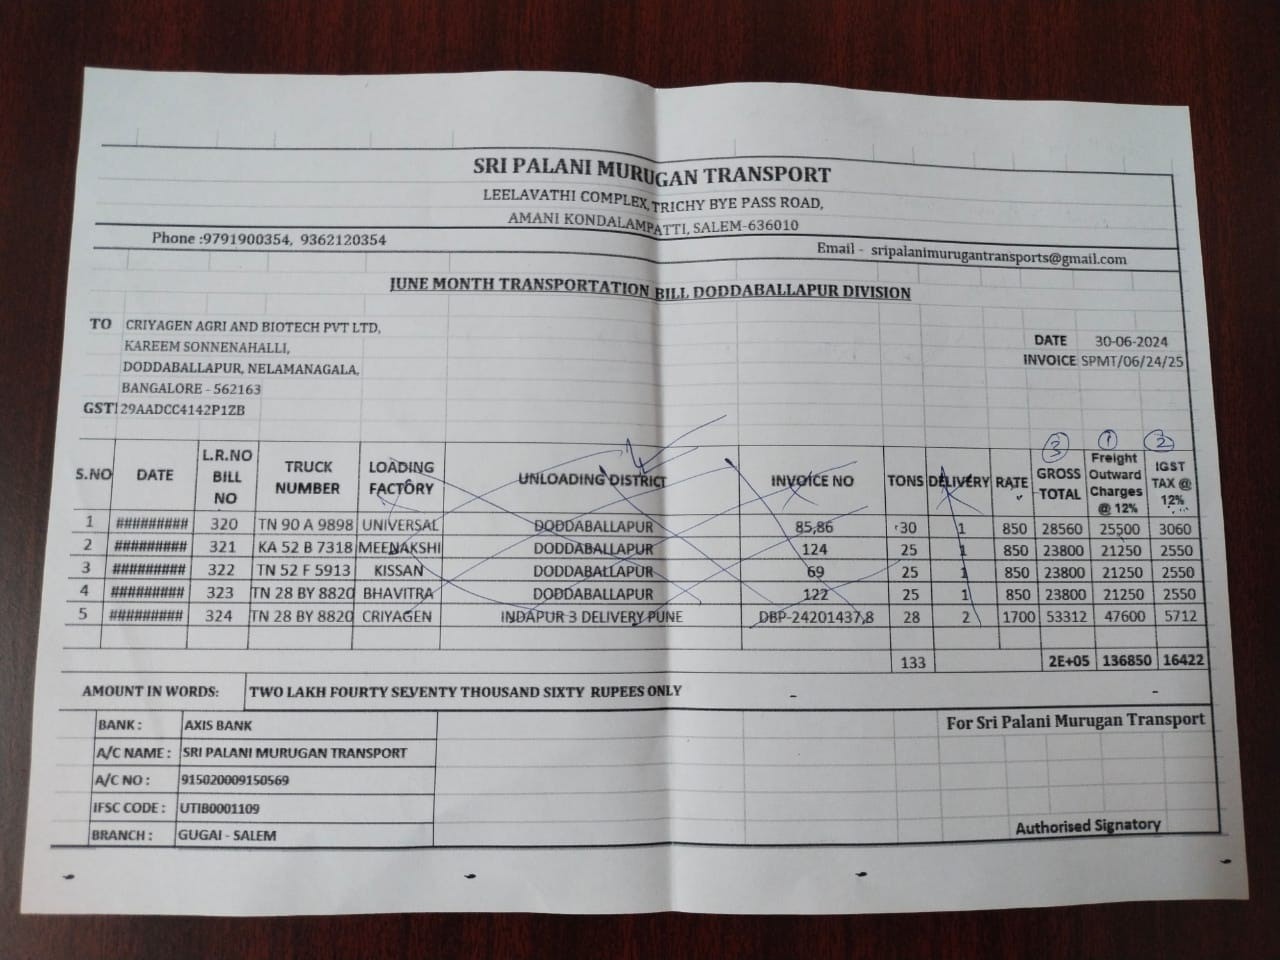 SRI PALANI MURUGAN TRANSPORT
LEELAVATHI COMPLEX, TRICHY BYE PASS ROAD,
AMANI KONDALAMPATTI, SALEM-636010
Phone :9791900354, 9362120354 Email - sripalanimurugantransports@gmail.com
JUNE MONTH TRANSPORTATION BILL DODDABALLAPUR DIVISION
TO CRIYAGEN AGRI AND BIOTECH PVT LTD,
KAREEM SONNENAHALLI,
DODDABALLAPUR, NELAMANAGALA,
BANGALORE - 562163
GSTI 29AADCC4142P1ZB
DATE 30-06-2024
INVOICE SPMT/06/24/25
3 1 2
S.NO DATE L.R.NO BILL NO TRUCK NUMBER LOADING FACTORY UNLOADING DISTRICT INVOICE NO TONS DELIVERY RATE GROSS TOTAL Freight Outward Charges @ 12% IGST TAX @ 12%
1 ######### 320 TN 90 A 9898 UNIVERSAL DODDABALLAPUR 85,86 30 1 850 28560 25500 3060
2 ######### 321 KA 52 B 7318 MEENAKSHI DODDABALLAPUR 124 25 1 850 23800 21250 2550
3 ######### 322 TN 52 F 5913 KISSAN DODDABALLAPUR 69 25 1 850 23800 21250 2550
4 ######### 323 TN 28 BY 8820 BHAVITRA DODDABALLAPUR 122 25 1 850 23800 21250 2550
5 ######### 324 TN 28 BY 8820 CRIYAGEN INDAPUR 3 DELIVERY PUNE DBP-24201437,8 28 2 1700 53312 47600 5712
133 2E+05 136850 16422
AMOUNT IN WORDS: TWO LAKH FOURTY SEVENTY THOUSAND SIXTY RUPEES ONLY - -
BANK : AXIS BANK
A/C NAME : SRI PALANI MURUGAN TRANSPORT
A/C NO : 915020009150569
IFSC CODE : UTIB0001109
BRANCH : GUGAI - SALEM
For Sri Palani Murugan Transport
Authorised Signatory